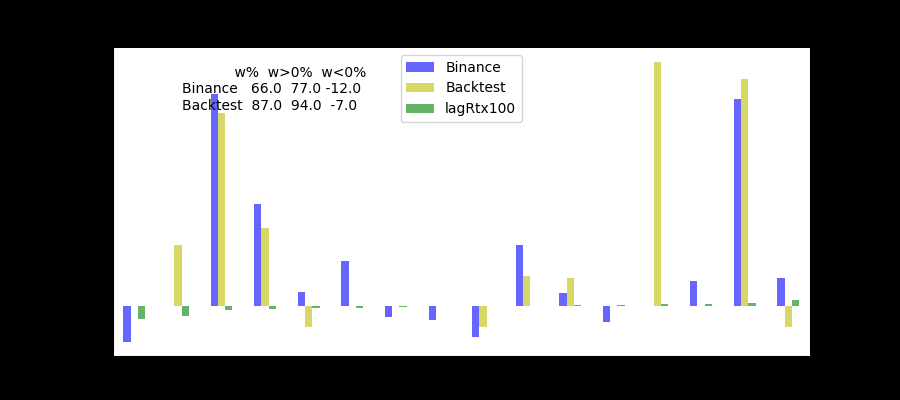 w% w>0% w<0%
Binance 66.0 77.0 -12.0
Backtest 87.0 94.0 -7.0
Binance
Backtest
lagRtx100